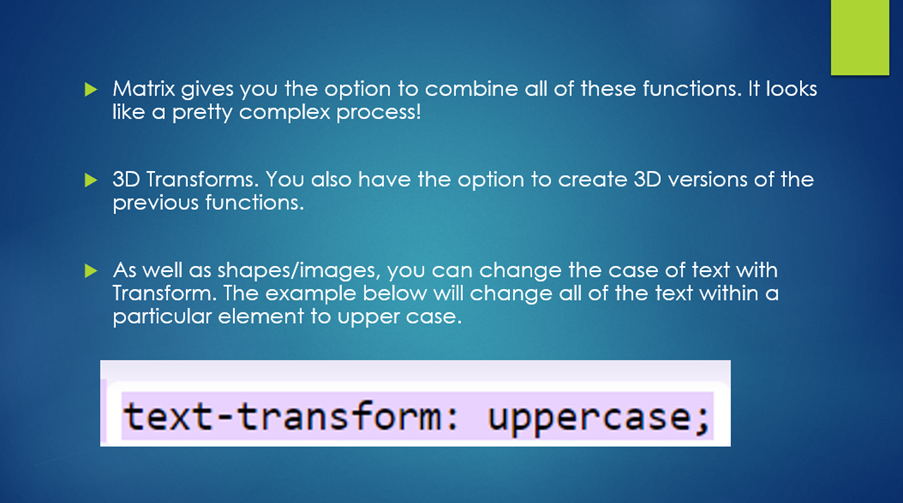 Matrix gives you the option to combine all of these functions. It looks
like a pretty complex process!
3D Transforms. You also have the option to create 3D versions of the
previous functions.
As well as shapes/images, you can change the case of text with
Transform. The example below will change all of the text within a
particular element to upper case.
text-transform: uppercase;